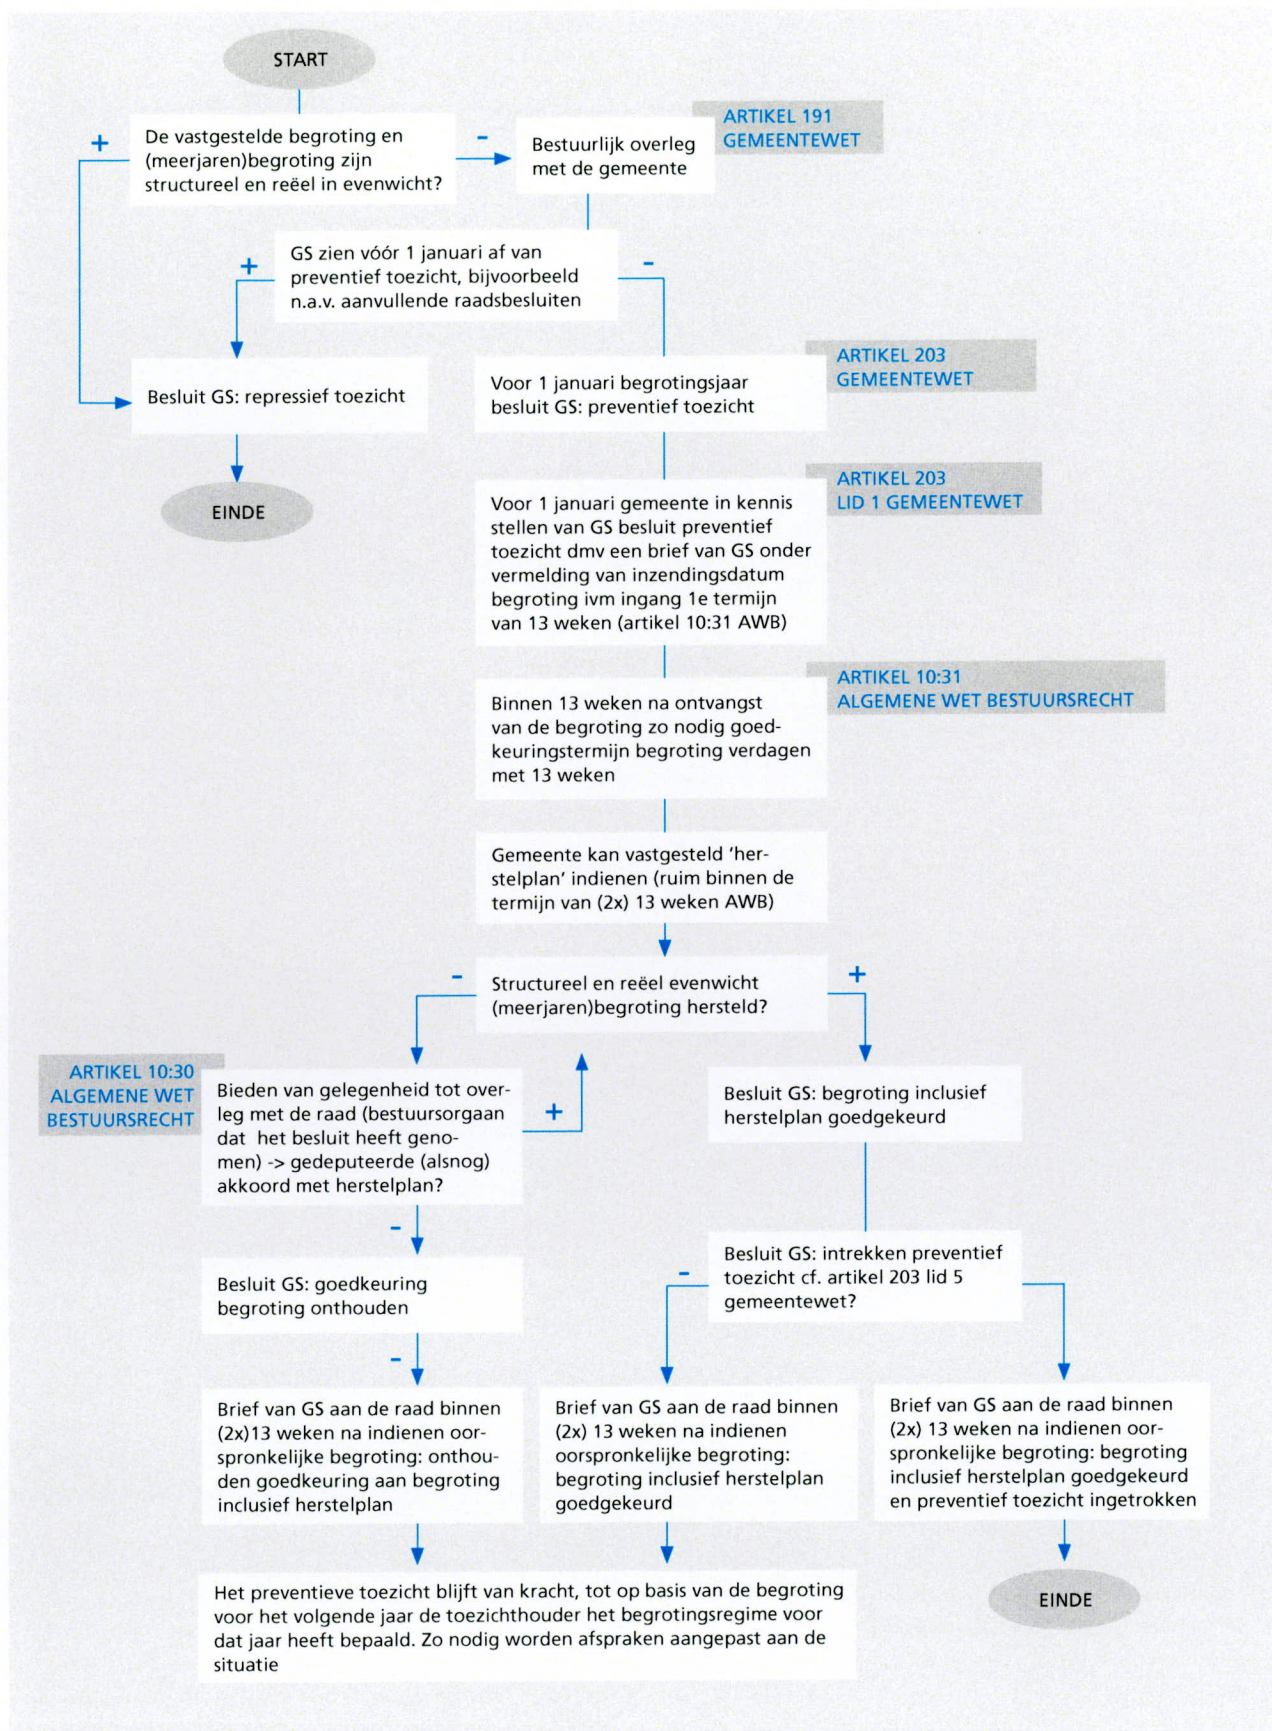 START
+
De vastgestelde begroting en
(meerjaren)begroting zijn
structureel en reëel in evenwicht?
-
Bestuurlijk overleg
met de gemeente
ARTIKEL 191
GEMEENTEWET
+
GS zien vóór 1 januari af van
preventief toezicht, bijvoorbeeld
n.a.v. aanvullende raadsbesluiten
-
Besluit GS: repressief toezicht
EINDE
Voor 1 januari begrotingsjaar
besluit GS: preventief toezicht
ARTIKEL 203
GEMEENTEWET
Voor 1 januari gemeente in kennis
stellen van GS besluit preventief
toezicht dmv een brief van GS onder
vermelding van inzendingsdatum
begroting ivm ingang 1e termijn
van 13 weken (artikel 10:31 AWB)
ARTIKEL 203
LID 1 GEMEENTEWET
Binnen 13 weken na ontvangst
van de begroting zo nodig goed-
keuringstermijn begroting verdagen
met 13 weken
ARTIKEL 10:31
ALGEMENE WET BESTUURSRECHT
Gemeente kan vastgesteld 'her-
stelplan' indienen (ruim binnen de
termijn van (2x) 13 weken AWB)
-
Structureel en reëel evenwicht
(meerjaren)begroting hersteld?
+
ARTIKEL 10:30
ALGEMENE WET
BESTUURSRECHT
Bieden van gelegenheid tot over-
leg met de raad (bestuursorgaan
dat het besluit heeft geno-
men) -> gedeputeerde (alsnog)
akkoord met herstelplan?
+
Besluit GS: begroting inclusief
herstelplan goedgekeurd
-
Besluit GS: goedkeuring
begroting onthouden
-
Besluit GS: intrekken preventief
toezicht cf. artikel 203 lid 5
gemeentewet?
-
Brief van GS aan de raad binnen
(2x)13 weken na indienen oor-
spronkelijke begroting: onthou-
den goedkeuring aan begroting
inclusief herstelplan
Brief van GS aan de raad binnen
(2x) 13 weken na indienen
oorspronkelijke begroting:
begroting inclusief herstelplan
goedgekeurd
Brief van GS aan de raad binnen
(2x) 13 weken na indienen oor-
spronkelijke begroting: begroting
inclusief herstelplan goedgekeurd
en preventief toezicht ingetrokken
Het preventieve toezicht blijft van kracht, tot op basis van de begroting
voor het volgende jaar de toezichthouder het begrotingsregime voor
dat jaar heeft bepaald. Zo nodig worden afspraken aangepast aan de
situatie
EINDE